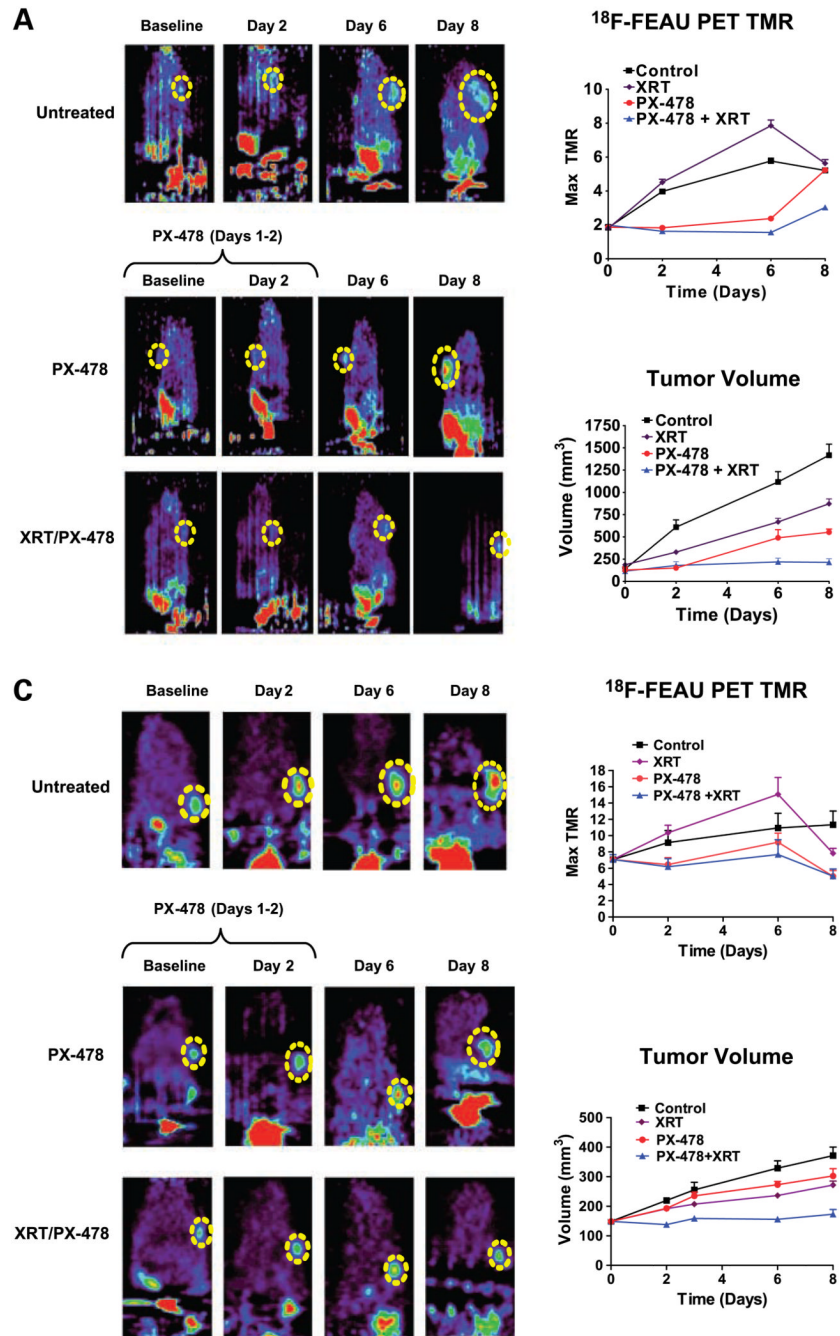 A
Baseline Day 2 Day 6 Day 8
Untreated
PX-478 (Days 1-2)
Baseline Day 2 Day 6 Day 8
PX-478
XRT/PX-478
18F-FEAU PET TMR
Control
XRT
PX-478
PX-478 + XRT
Max TMR
10
8
6
4
2
0
0 2 4 6 8
Time (Days)
Tumor Volume
Control
XRT
PX-478
PX-478 + XRT
Volume (mm3)
1750
1500
1250
1000
750
500
250
0
0 2 4 6 8
Time (Days)
C
Baseline Day 2 Day 6 Day 8
Untreated
PX-478 (Days 1-2)
Baseline Day 2 Day 6 Day 8
PX-478
XRT/PX-478
18F-FEAU PET TMR
Control
XRT
PX-478
PX-478 +XRT
Max TMR
18
16
14
12
10
8
6
4
2
0
0 2 4 6 8
Time (Days)
Tumor Volume
Control
XRT
PX-478
PX-478+XRT
Volume (mm3)
500
400
300
200
100
0
0 2 4 6 8
Time (Days)